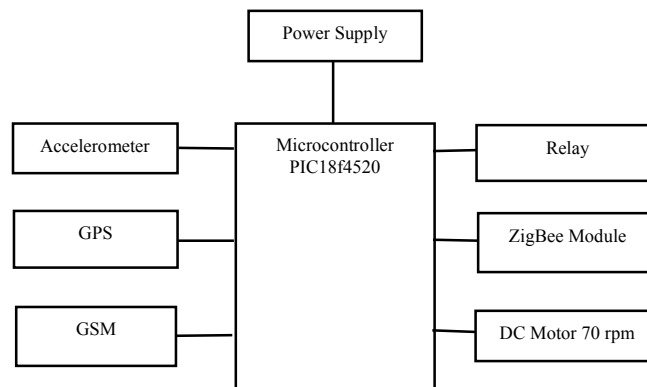 Power Supply
Accelerometer
Microcontroller
PIC18f4520
Relay
GPS
ZigBee Module
GSM
DC Motor 70 rpm